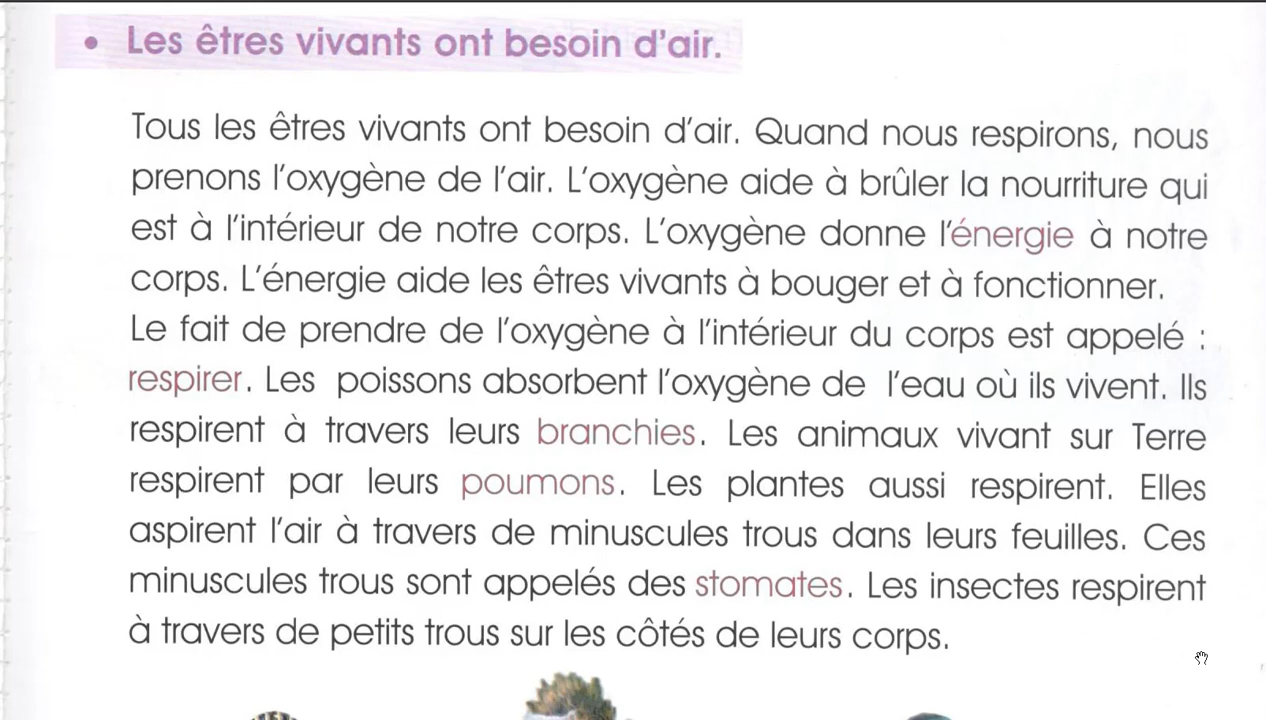 • Les êtres vivants ont besoin d'air.
Tous les êtres vivants ont besoin d'air. Quand nous respirons, nous
prenons l'oxygène de l'air. L'oxygène aide à brûler la nourriture qui
est à l'intérieur de notre corps. L'oxygène donne l'énergie à notre
corps. L'énergie aide les êtres vivants à bouger et à fonctionner.
Le fait de prendre de l'oxygène à l'intérieur du corps est appelé :
respirer. Les poissons absorbent l'oxygène de l'eau où ils vivent. Ils
respirent à travers leurs branchies. Les animaux vivant sur Terre
respirent par leurs poumons. Les plantes aussi respirent. Elles
aspirent l'air à travers de minuscules trous dans leurs feuilles. Ces
minuscules trous sont appelés des stomates. Les insectes respirent
à travers de petits trous sur les côtés de leurs corps.